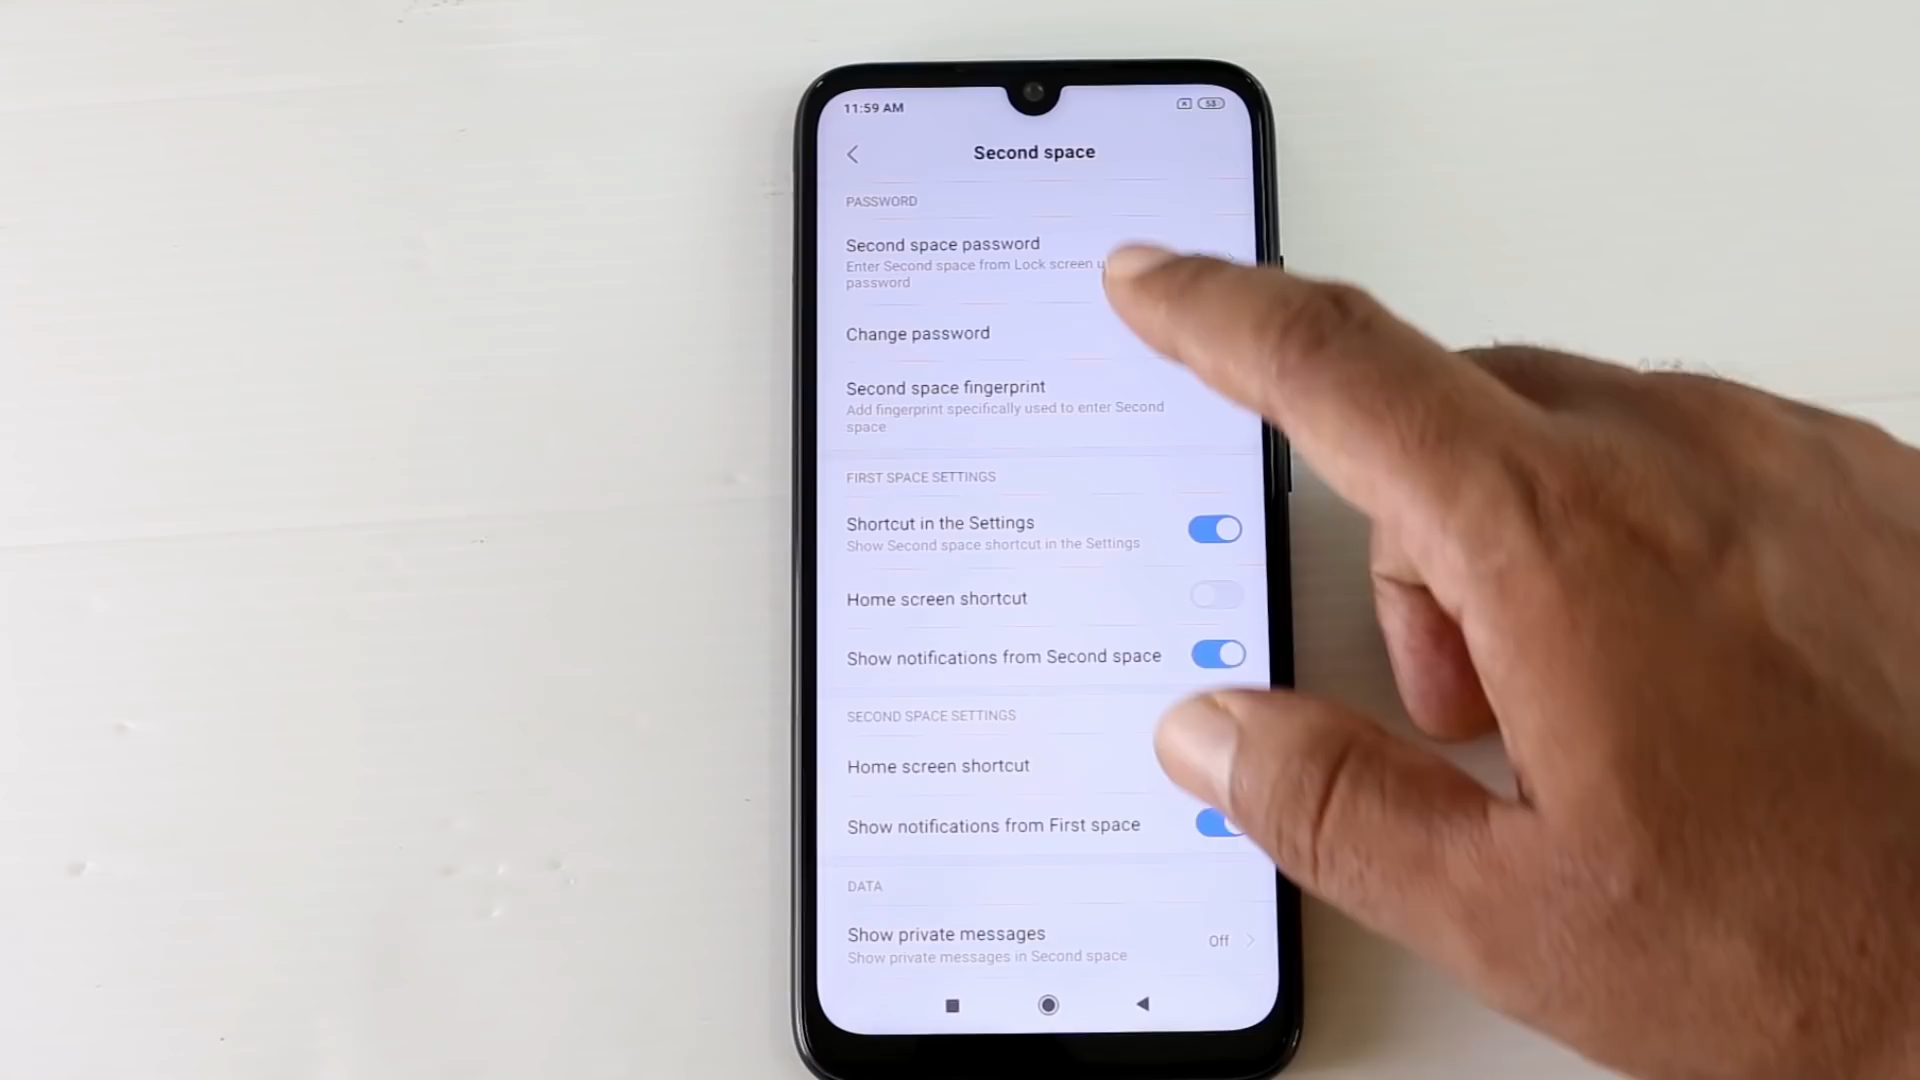 11:59 AM
53
Second space
PASSWORD
Second space password
Enter Second space from Lock screen
password
Change password
Second space fingerprint
Add fingerprint specifically used to enter Second
space
FIRST SPACE SETTINGS
Shortcut in the Settings
Show Second space shortcut in the Settings
Home screen shortcut
Show notifications from Second space
SECOND SPACE SETTINGS
Home screen shortcut
Show notifications from First space
DATA
Show private messages
Off
Show private messages in Second space